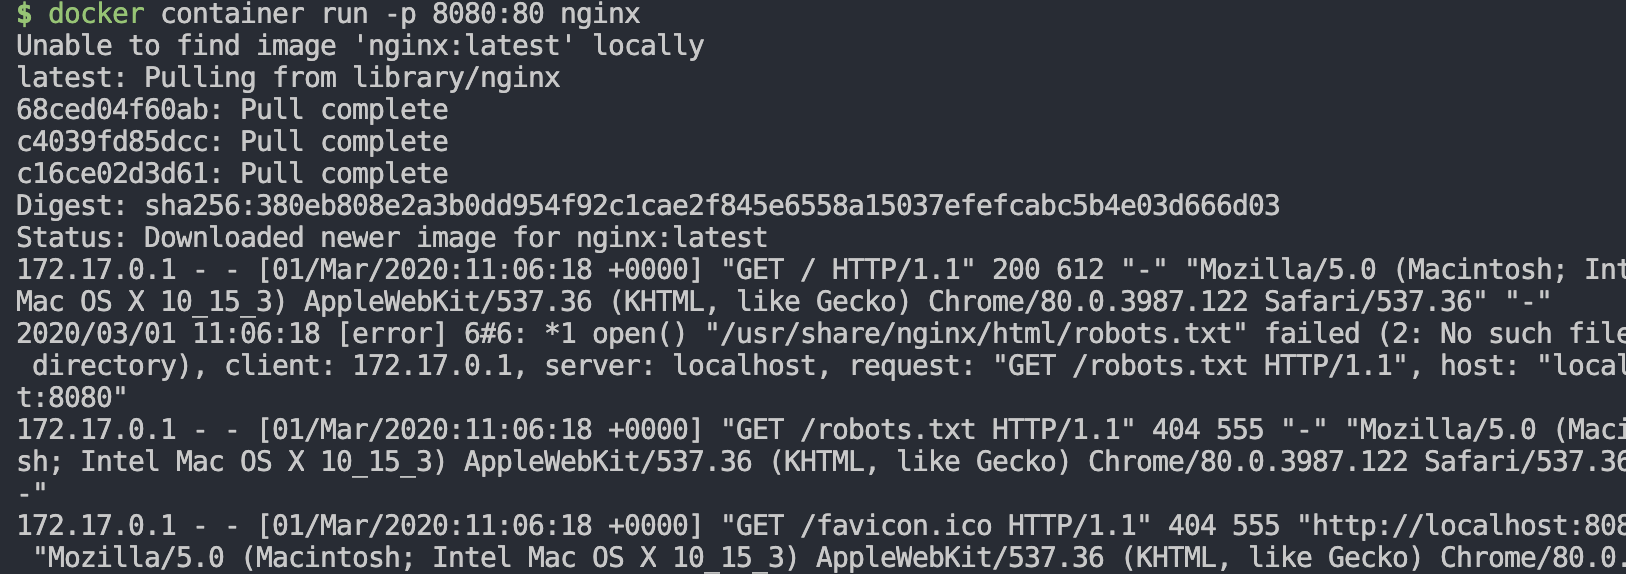 $ docker container run -p 8080:80 nginx
Unable to find image 'nginx:latest' locally
latest: Pulling from library/nginx
68ced04f60ab: Pull complete
c4039fd85dcc: Pull complete
c16ce02d3d61: Pull complete
Digest: sha256:380eb808e2a3b0dd954f92c1cae2f845e6558a15037efefcabc5b4e03d666d03
Status: Downloaded newer image for nginx:latest
172.17.0.1 - - [01/Mar/2020:11:06:18 +0000] "GET / HTTP/1.1" 200 612 "-" "Mozilla/5.0 (Macintosh; Int
Mac OS X 10_15_3) AppleWebKit/537.36 (KHTML, like Gecko) Chrome/80.0.3987.122 Safari/537.36" "-"
2020/03/01 11:06:18 [error] 6#6: *1 open() "/usr/share/nginx/html/robots.txt" failed (2: No such file
directory), client: 172.17.0.1, server: localhost, request: "GET /robots.txt HTTP/1.1", host: "local
t:8080"
172.17.0.1 - - [01/Mar/2020:11:06:18 +0000] "GET /robots.txt HTTP/1.1" 404 555 "-" "Mozilla/5.0 (Maci
sh; Intel Mac OS X 10_15_3) AppleWebKit/537.36 (KHTML, like Gecko) Chrome/80.0.3987.122 Safari/537.36
-"
172.17.0.1 - - [01/Mar/2020:11:06:18 +0000] "GET /favicon.ico HTTP/1.1" 404 555 "http://localhost:808
"Mozilla/5.0 (Macintosh; Intel Mac OS X 10_15_3) AppleWebKit/537.36 (KHTML, like Gecko) Chrome/80.0.